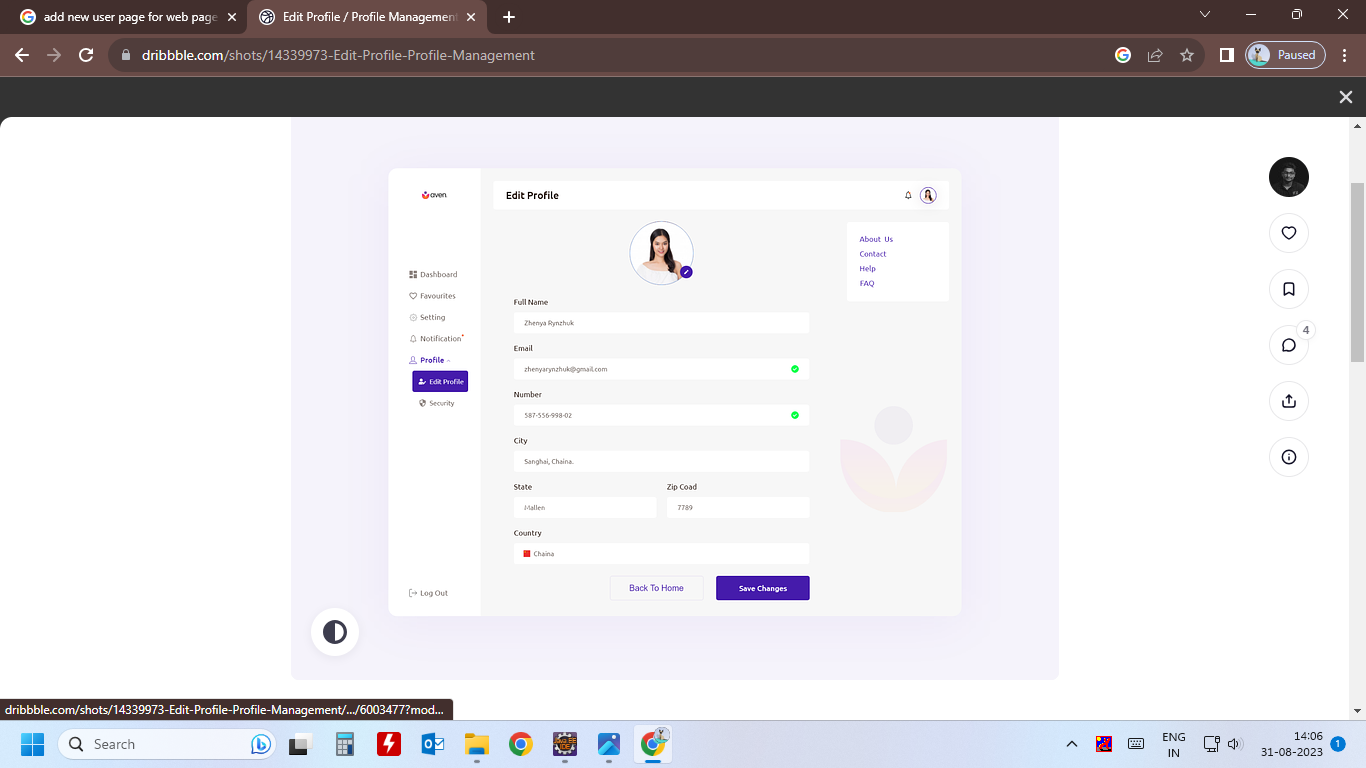 add new user page for web page
Edit Profile / Profile Management
dribbble.com/shots/14339973-Edit-Profile-Profile-Management
Paused
aven.
Edit Profile
Dashboard
Favourites
Setting
Notification
Profile
Edit Profile
Security
Log Out
Full Name
Zhenya Rynzhuk
Email
zhenyarynzhuk@gmail.com
Number
587-556-998-02
City
Sanghai, Chaina.
State
Zip Coad
Mallen
7789
Country
Chaina
Back To Home
Save Changes
About Us
Contact
Help
FAQ
4
dribbble.com/shots/14339973-Edit-Profile-Profile-Management/.../6003477?mod...
Search
Java EE
IDE
ENG
IN
14:06
31-08-2023
1